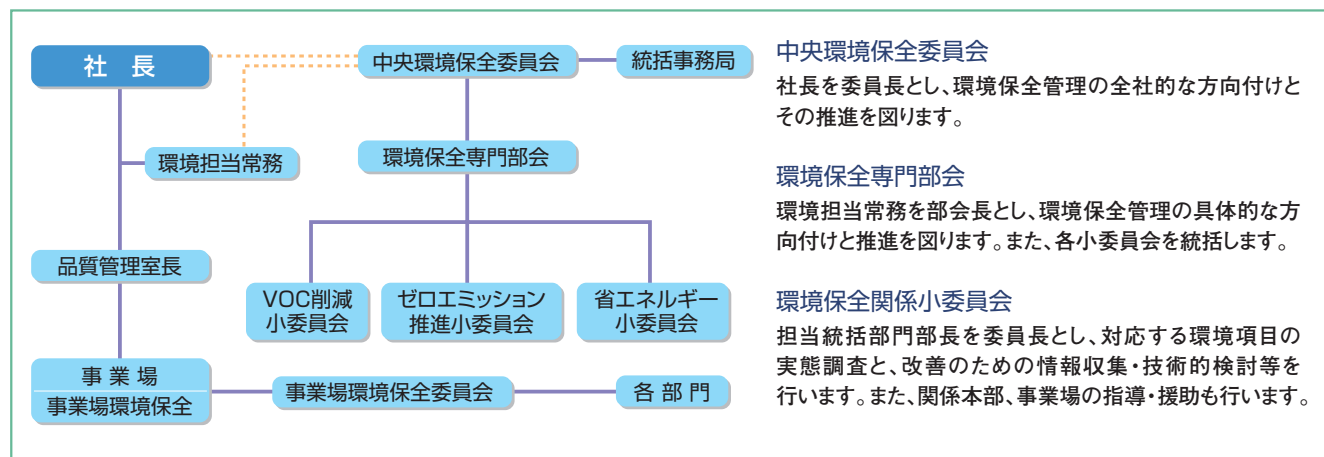 社 長
中央環境保全委員会
統括事務局
環境担当常務
環境保全専門部会
品質管理室長
VOC削減
小委員会
ゼロエミッション
推進小委員会
省エネルギー
小委員会
事 業 場
事業場環境保全
事業場環境保全委員会
各 部 門
中央環境保全委員会
社長を委員長とし、環境保全管理の全社的な方向付けと
その推進を図ります。
環境保全専門部会
環境担当常務を部会長とし、環境保全管理の具体的な方
向付けと推進を図ります。また、各小委員会を統括します。
環境保全関係小委員会
担当統括部門部長を委員長とし、対応する環境項目の
実態調査と、改善のための情報収集・技術的検討等を
行います。また、関係本部、事業場の指導・援助も行います。